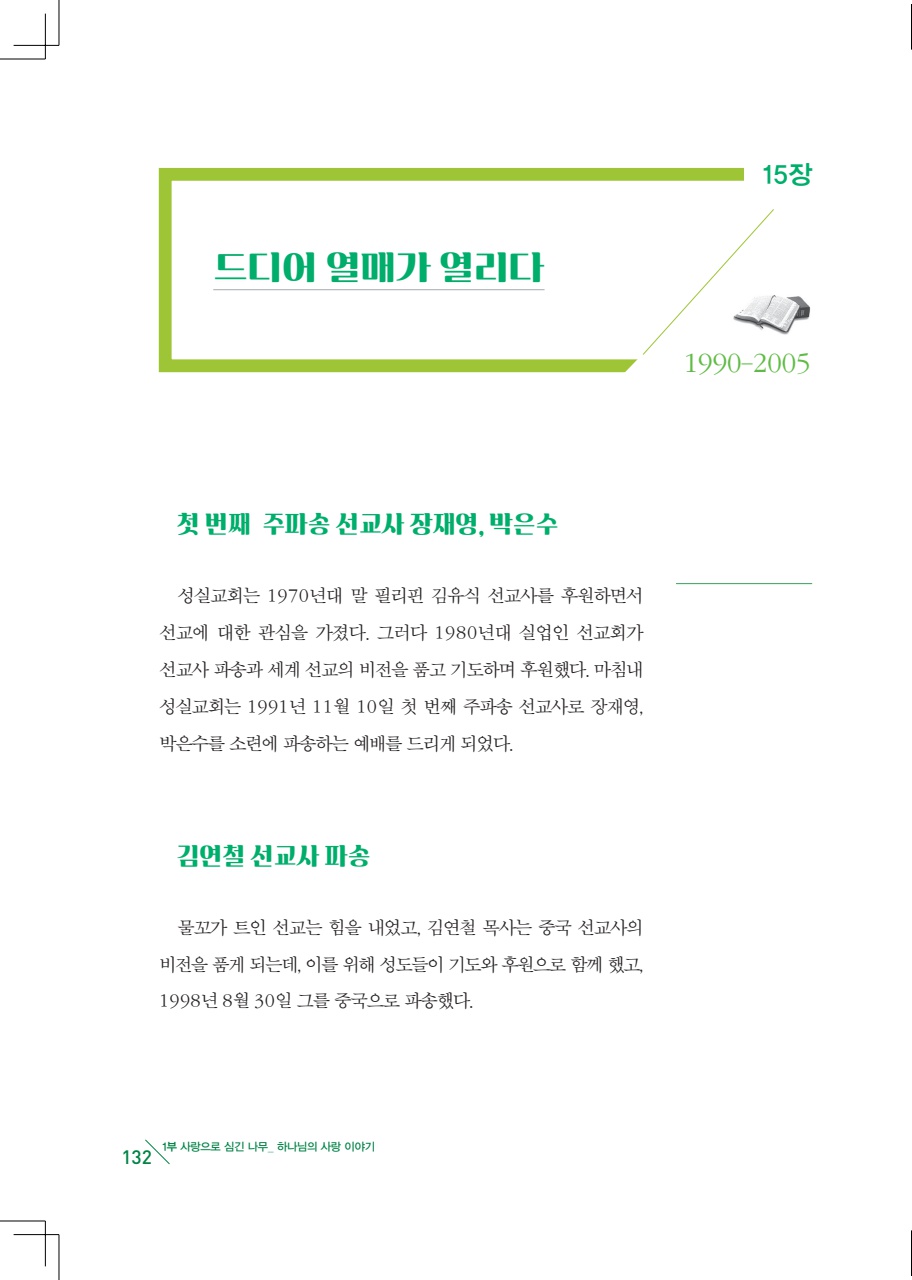 15장
드디어 열매가 열리다
1990-2005
첫 번째 주파송 선교사 장재영, 박은수
성실교회는 1970년대 말 필리핀 김유식 선교사를 후원하면서
선교에 대한 관심을 가졌다. 그러다 1980년대 실업인 선교회가
선교사 파송과 세계 선교의 비전을 품고 기도하며 후원했다. 마침내
성실교회는 1991년 11월 10일 첫 번째 주파송 선교사로 장재영,
박은수를 소련에 파송하는 예배를 드리게 되었다.
김연철 선교사 파송
물꼬가 트인 선교는 힘을 내었고, 김연철 목사는 중국 선교사의
비전을 품게 되는데, 이를 위해 성도들이 기도와 후원으로 함께 했고,
1998년 8월 30일 그를 중국으로 파송했다.
132 1부 사랑으로 심긴 나무_ 하나님의 사랑 이야기